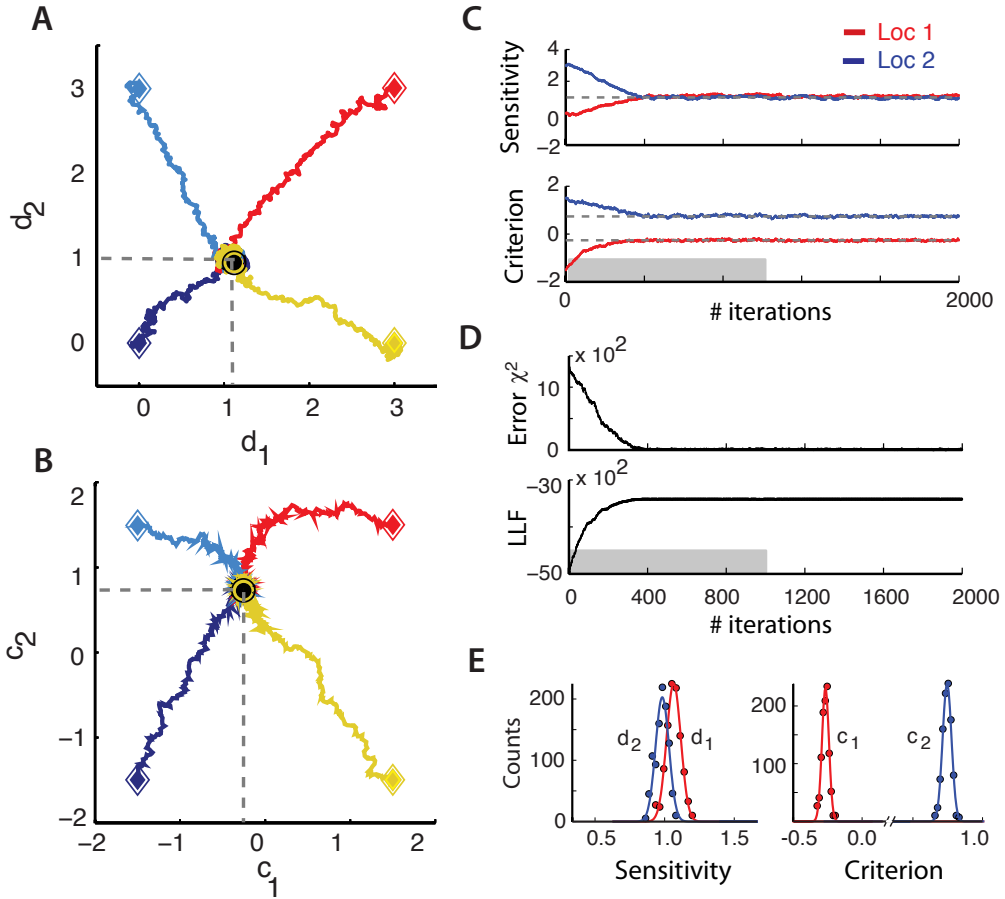 A
3
2
1
0
d2
0 1 2 3
d1
B
2
1
0
−1
−2
c2
−2 −1 0 1 2
c1
C
Loc 1
Loc 2
4
2
0
−2
Sensitivity
2
0
−2
Criterion
0 2000
# iterations
D
x 10²
10
0
Error χ²
x 10²
−30
−50
LLF
0 400 800 1200 1600 2000
# iterations
E
200
100
0
Counts
d2 d1
0.5 1.0 1.5
Sensitivity
200
100
c1 c2
-0.5 0.0 1.0
Criterion